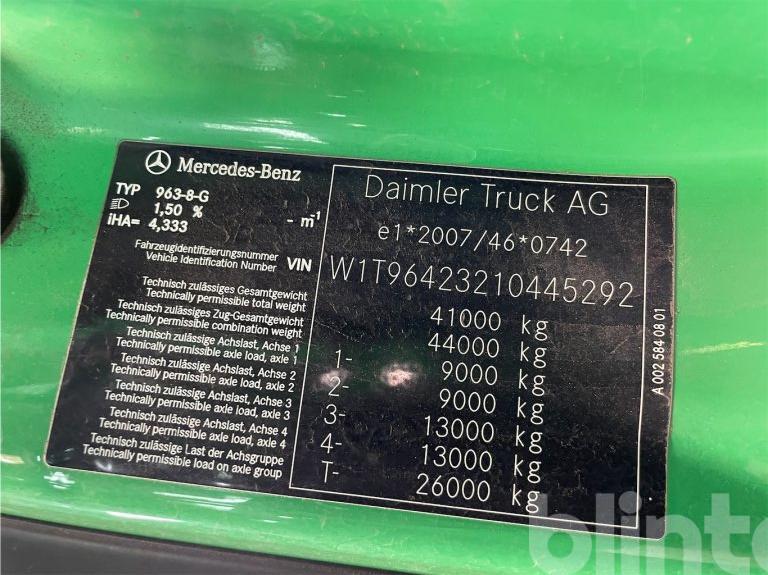 Mercedes-Benz
TYP 963-8-G
1,50 %
iHA= 4,333 - m⁻¹
Fahrzeugidentifizierungsnummer
Vehicle Identification Number VIN
Technisch zulässiges Gesamtgewicht
Technically permissible total weight
Technisch zulässiges Zug-Gesamtgewicht
Technically permissible combination weight
Technisch zulässige Achslast, Achse 1
Technically permissible axle load, axle 1
Technisch zulässige Achslast, Achse 2
Technically permissible axle load, axle 2
Technisch zulässige Achslast, Achse 3
Technically permissible axle load, axle 3
Technisch zulässige Achslast, Achse 4
Technically permissible axle load, axle 4
Technisch zulässige Last der Achsgruppe
Technically permissible load on axle group
Daimler Truck AG
e1*2007/46*0742
W1T96423210445292
41000 kg
44000 kg
1- 9000 kg
2- 9000 kg
3- 13000 kg
4- 13000 kg
T- 26000 kg
A 002 584 08 01